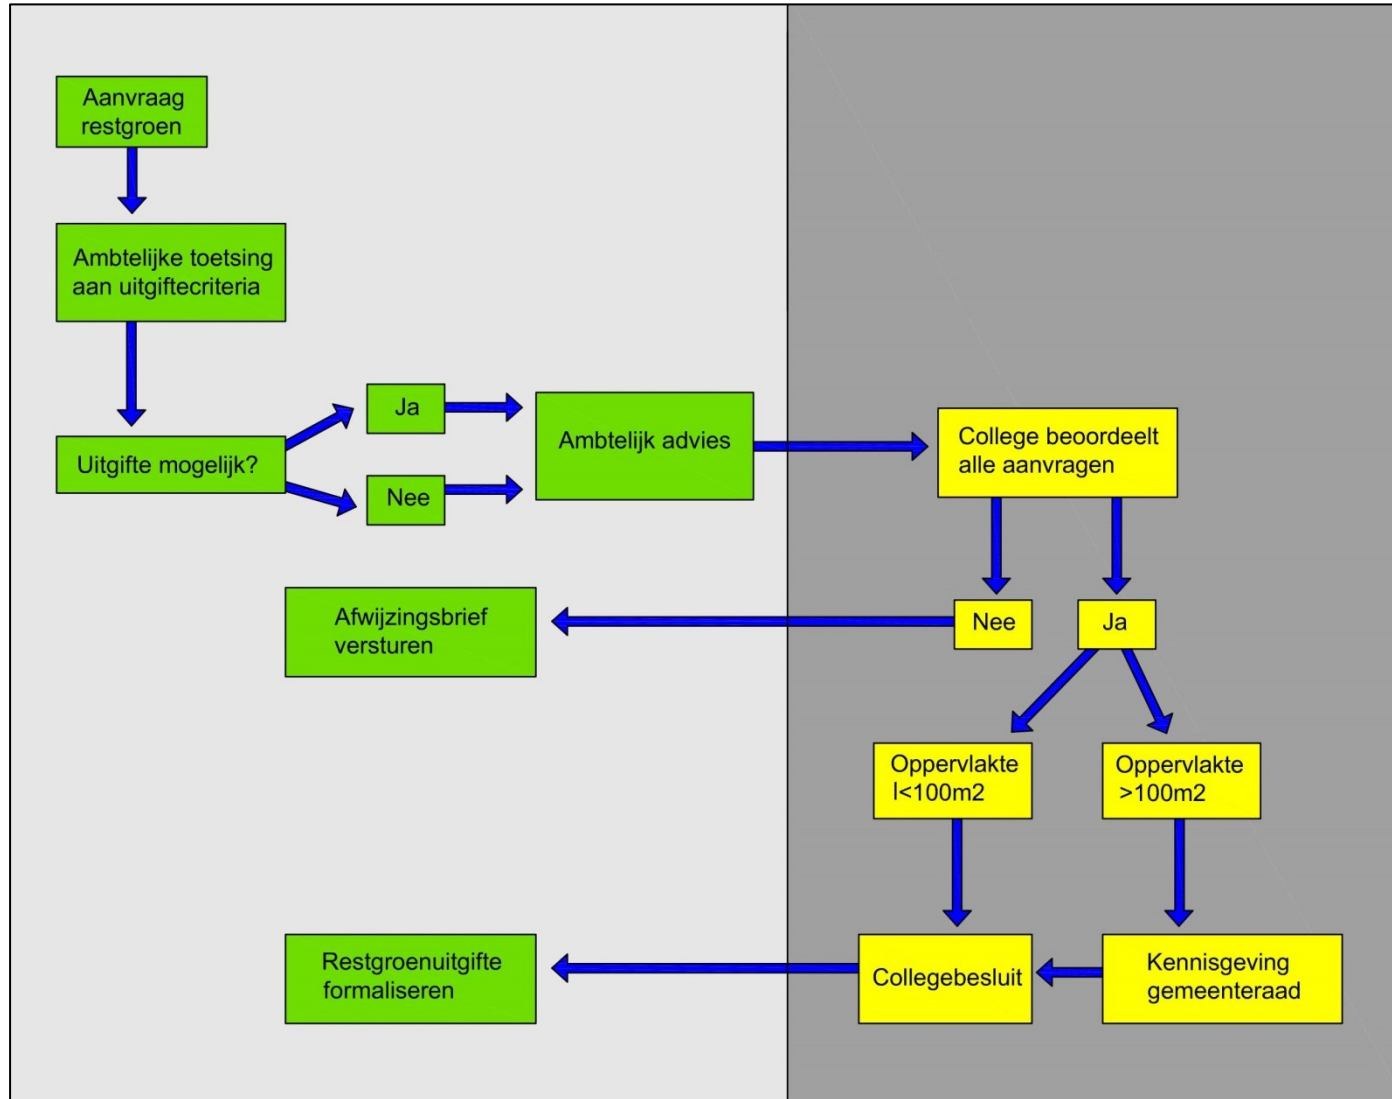 Aanvraag
restgroen
Ambtelijke toetsing
aan uitgiftecriteria
Uitgifte mogelijk?
Ja
Nee
Ambtelijk advies
College beoordeelt
alle aanvragen
Nee
Ja
Afwijzingsbrief
versturen
Oppervlakte
l<100m2
Oppervlakte
>100m2
Restgroenuitgifte
formaliseren
Collegebesluit
Kennisgeving
gemeenteraad